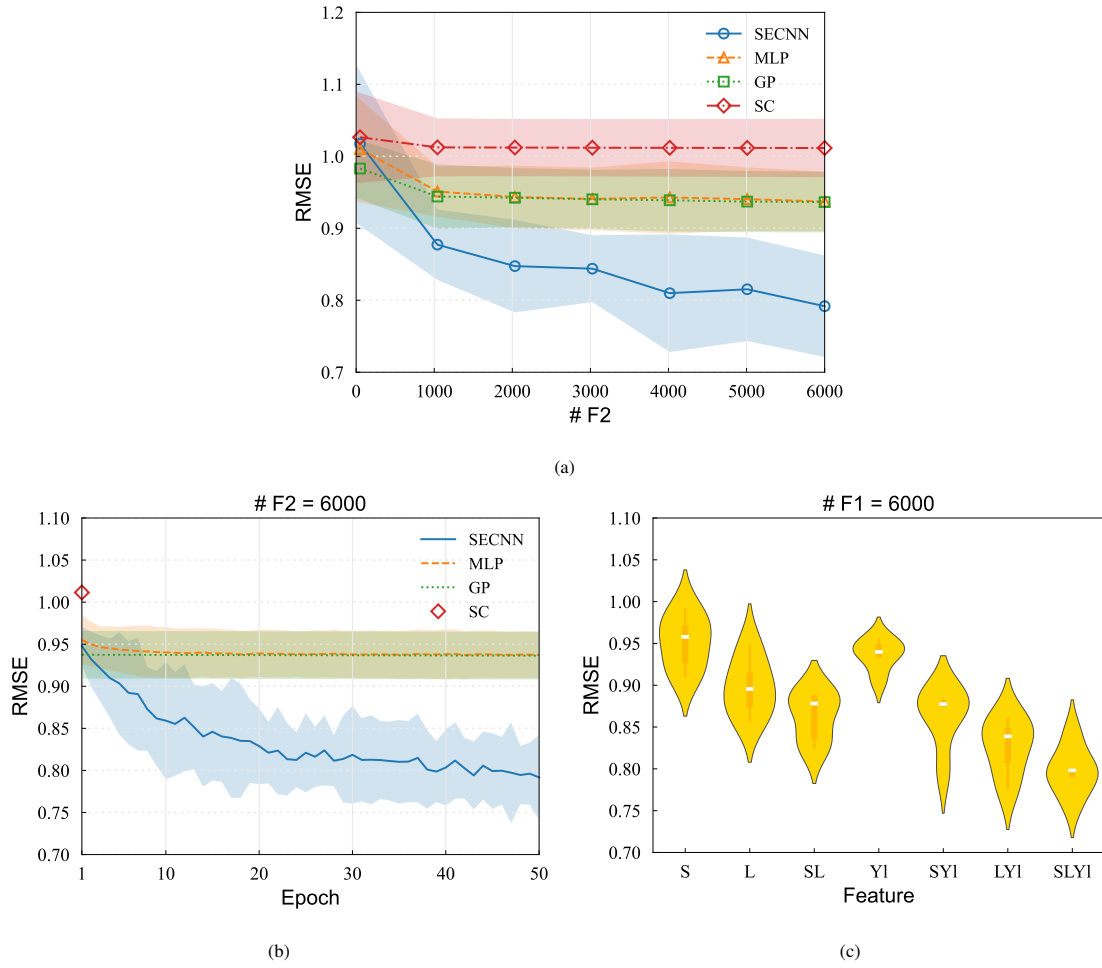 1.2
1.1
1.0
0.9
0.8
0.7
RMSE
SECNN
MLP
GP
SC
0 1000 2000 3000 4000 5000 6000
# F2
(a)
# F2 = 6000
1.10
1.05
1.00
0.95
0.90
0.85
0.80
0.75
0.70
RMSE
SECNN
MLP
GP
SC
1 10 20 30 40 50
Epoch
(b)
# F1 = 6000
1.10
1.05
1.00
0.95
0.90
0.85
0.80
0.75
0.70
RMSE
S L SL Yl SYl LYl SLYl
Feature
(c)